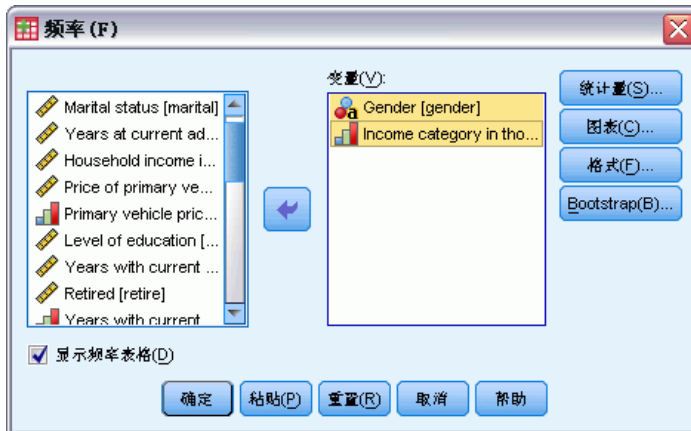 频率(F)
变量(V):
Marital status [marital]
Years at current ad...
Household income i...
Price of primary ve...
Primary vehicle pric...
Level of education [...
Years with current ...
Retired [retire]
Years with current
Gender [gender]
Income category in tho...
统计量(S)...
图表(C)...
格式(F)...
Bootstrap(B)...
显示频率表格(D)
确定
粘贴(P)
重置(R)
取消
帮助